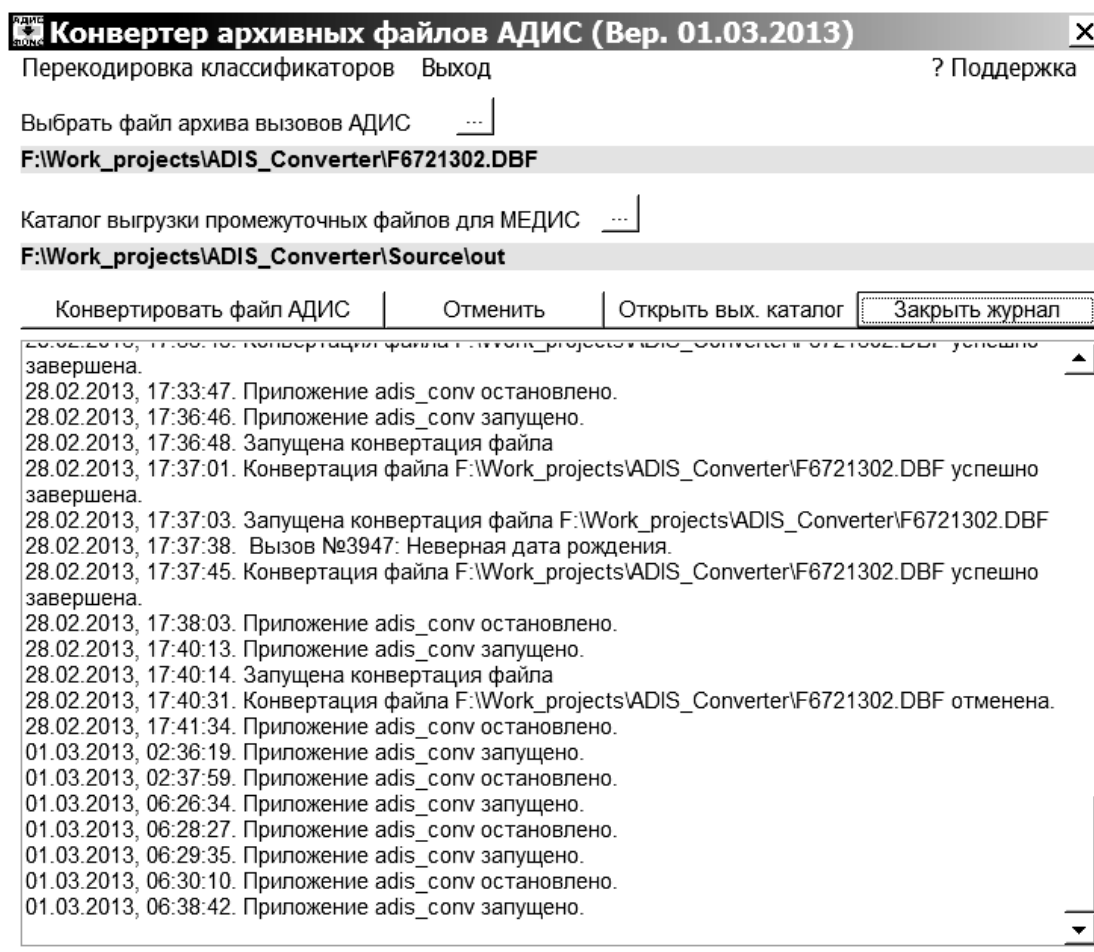 Конвертер архивных файлов АДИС (Вер. 01.03.2013)
Перекодировка классификаторов Выход ? Поддержка
Выбрать файл архива вызовов АДИС ...
F:\Work_projects\ADIS_Converter\F6721302.DBF
Каталог выгрузки промежуточных файлов для МЕДИС ...
F:\Work_projects\ADIS_Converter\Source\out
Конвертировать файл АДИС Отменить Открыть вых. каталог Закрыть журнал
Конвертация файла F:\Work_projects\ADIS_Converter\F6721302.DBF успешно
завершена.
28.02.2013, 17:33:47. Приложение adis_conv остановлено.
28.02.2013, 17:36:46. Приложение adis_conv запущено.
28.02.2013, 17:36:48. Запущена конвертация файла
28.02.2013, 17:37:01. Конвертация файла F:\Work_projects\ADIS_Converter\F6721302.DBF успешно
завершена.
28.02.2013, 17:37:03. Запущена конвертация файла F:\Work_projects\ADIS_Converter\F6721302.DBF
28.02.2013, 17:37:38. Вызов №3947: Неверная дата рождения.
28.02.2013, 17:37:45. Конвертация файла F:\Work_projects\ADIS_Converter\F6721302.DBF успешно
завершена.
28.02.2013, 17:38:03. Приложение adis_conv остановлено.
28.02.2013, 17:40:13. Приложение adis_conv запущено.
28.02.2013, 17:40:14. Запущена конвертация файла
28.02.2013, 17:40:31. Конвертация файла F:\Work_projects\ADIS_Converter\F6721302.DBF отменена.
28.02.2013, 17:41:34. Приложение adis_conv остановлено.
01.03.2013, 02:36:19. Приложение adis_conv запущено.
01.03.2013, 02:37:59. Приложение adis_conv остановлено.
01.03.2013, 06:26:34. Приложение adis_conv запущено.
01.03.2013, 06:28:27. Приложение adis_conv остановлено.
01.03.2013, 06:29:35. Приложение adis_conv запущено.
01.03.2013, 06:30:10. Приложение adis_conv остановлено.
01.03.2013, 06:38:42. Приложение adis_conv запущено.